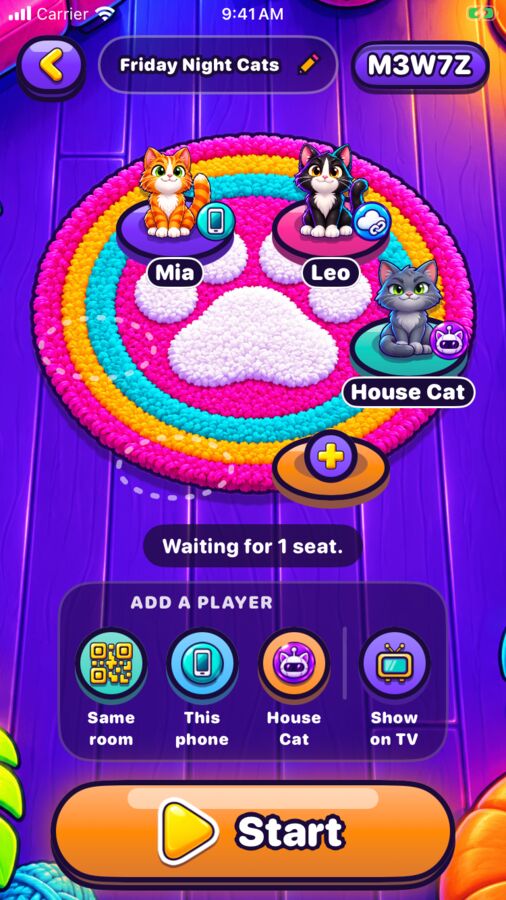 Carrier
9:41 AM
Friday Night Cats
M3W7Z
Mia
Leo
House Cat
Waiting for 1 seat.
ADD A PLAYER
Same
room
This
phone
House
Cat
Show
on TV
Start